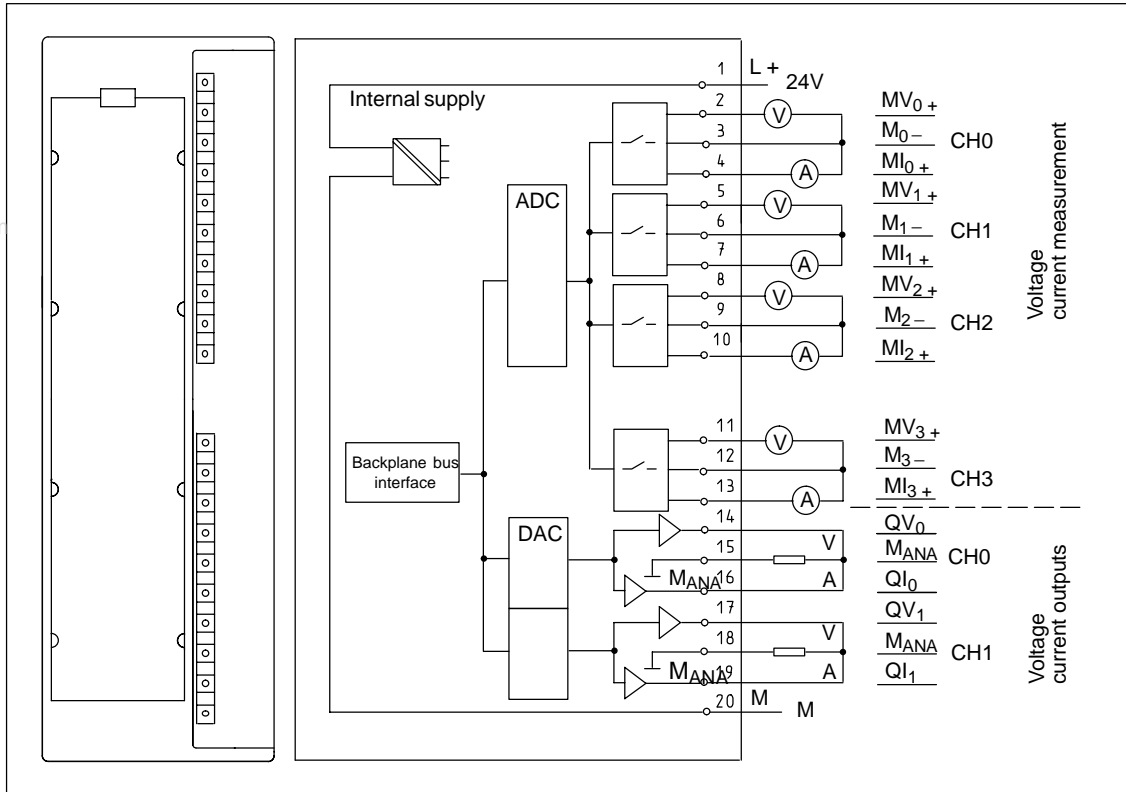 1 L +
24V
Internal supply
2 V MV0 +
3 M0 – CH0
4 A MI0 +
ADC
5 V MV1 +
6 M1 – CH1
7 A MI1 +
8 V MV2 +
9 M2 – CH2
10 A MI2 +
Voltage
current measurement
11 V MV3 +
12 M3 – CH3
13 A MI3 +
Backplane bus
interface
DAC
14 QV0
15 V MANA CH0
MANA 16 A QI0
17 QV1
18 V MANA CH1
MANA 19 A QI1
20 M M
Voltage
current outputs